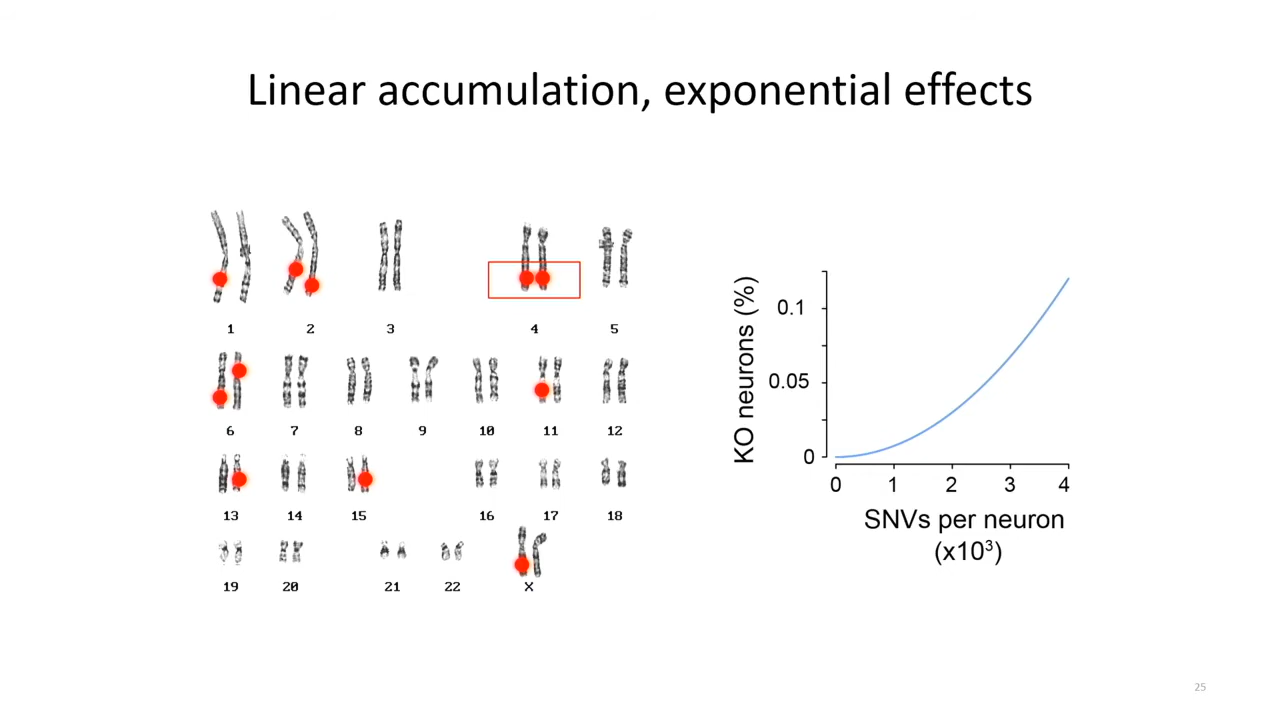 Linear accumulation, exponential effects
1 2 3 4 5
6 7 8 9 10 11 12
13 14 15 16 17 18
19 20 21 22 X
KO neurons (%)
0.1
0.05
0
0 1 2 3 4
SNVs per neuron
(x10³)
25